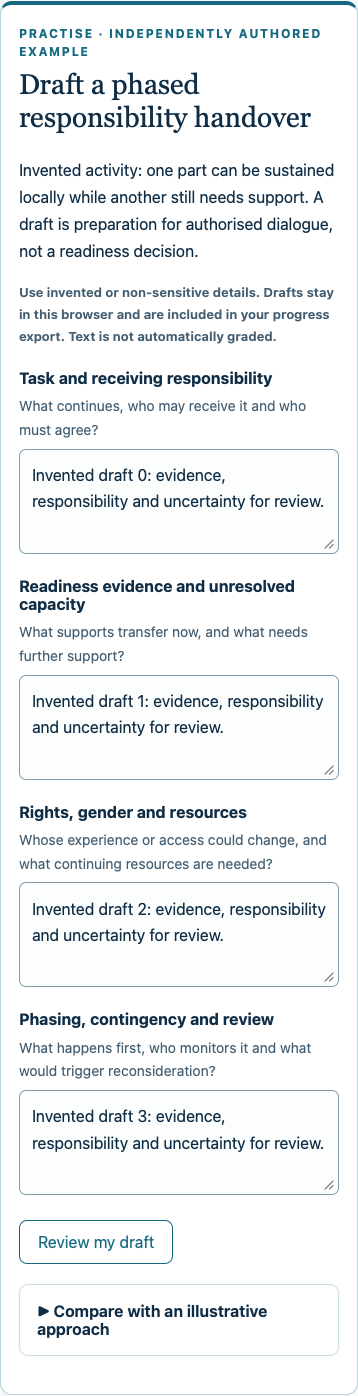 PRACTISE · INDEPENDENTLY AUTHORED
EXAMPLE
Draft a phased
responsibility handover
Invented activity: one part can be sustained
locally while another still needs support. A
draft is preparation for authorised dialogue,
not a readiness decision.
Use invented or non-sensitive details. Drafts stay
in this browser and are included in your progress
export. Text is not automatically graded.
Task and receiving responsibility
What continues, who may receive it and who
must agree?
Invented draft 0: evidence,
responsibility and uncertainty for review.
Readiness evidence and unresolved
capacity
What supports transfer now, and what needs
further support?
Invented draft 1: evidence, responsibility
and uncertainty for review.
Rights, gender and resources
Whose experience or access could change, and
what continuing resources are needed?
Invented draft 2: evidence, responsibility
and uncertainty for review.
Phasing, contingency and review
What happens first, who monitors it and what
would trigger reconsideration?
Invented draft 3: evidence,
responsibility and uncertainty for review.
Review my draft
Compare with an illustrative
approach